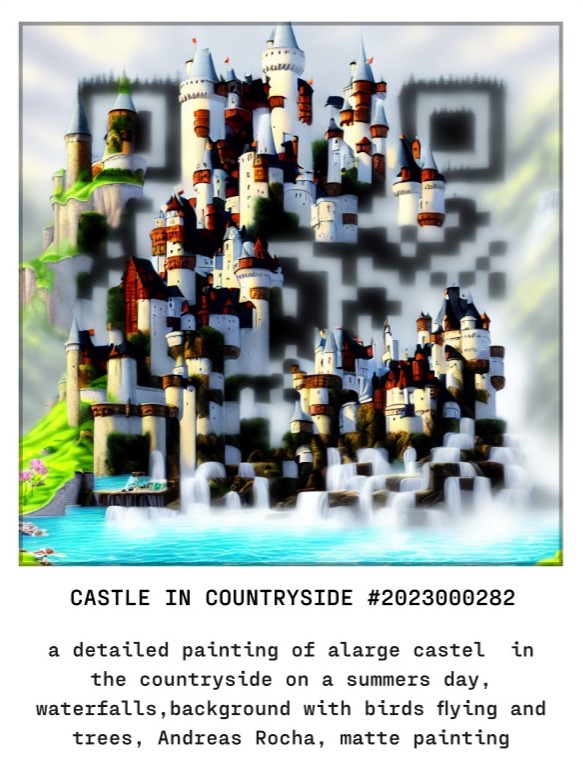 CASTLE IN COUNTRYSIDE #2023000282
a detailed painting of alarge castel  in
the countryside on a summers day,
waterfalls,background with birds flying and
trees, Andreas Rocha, matte painting